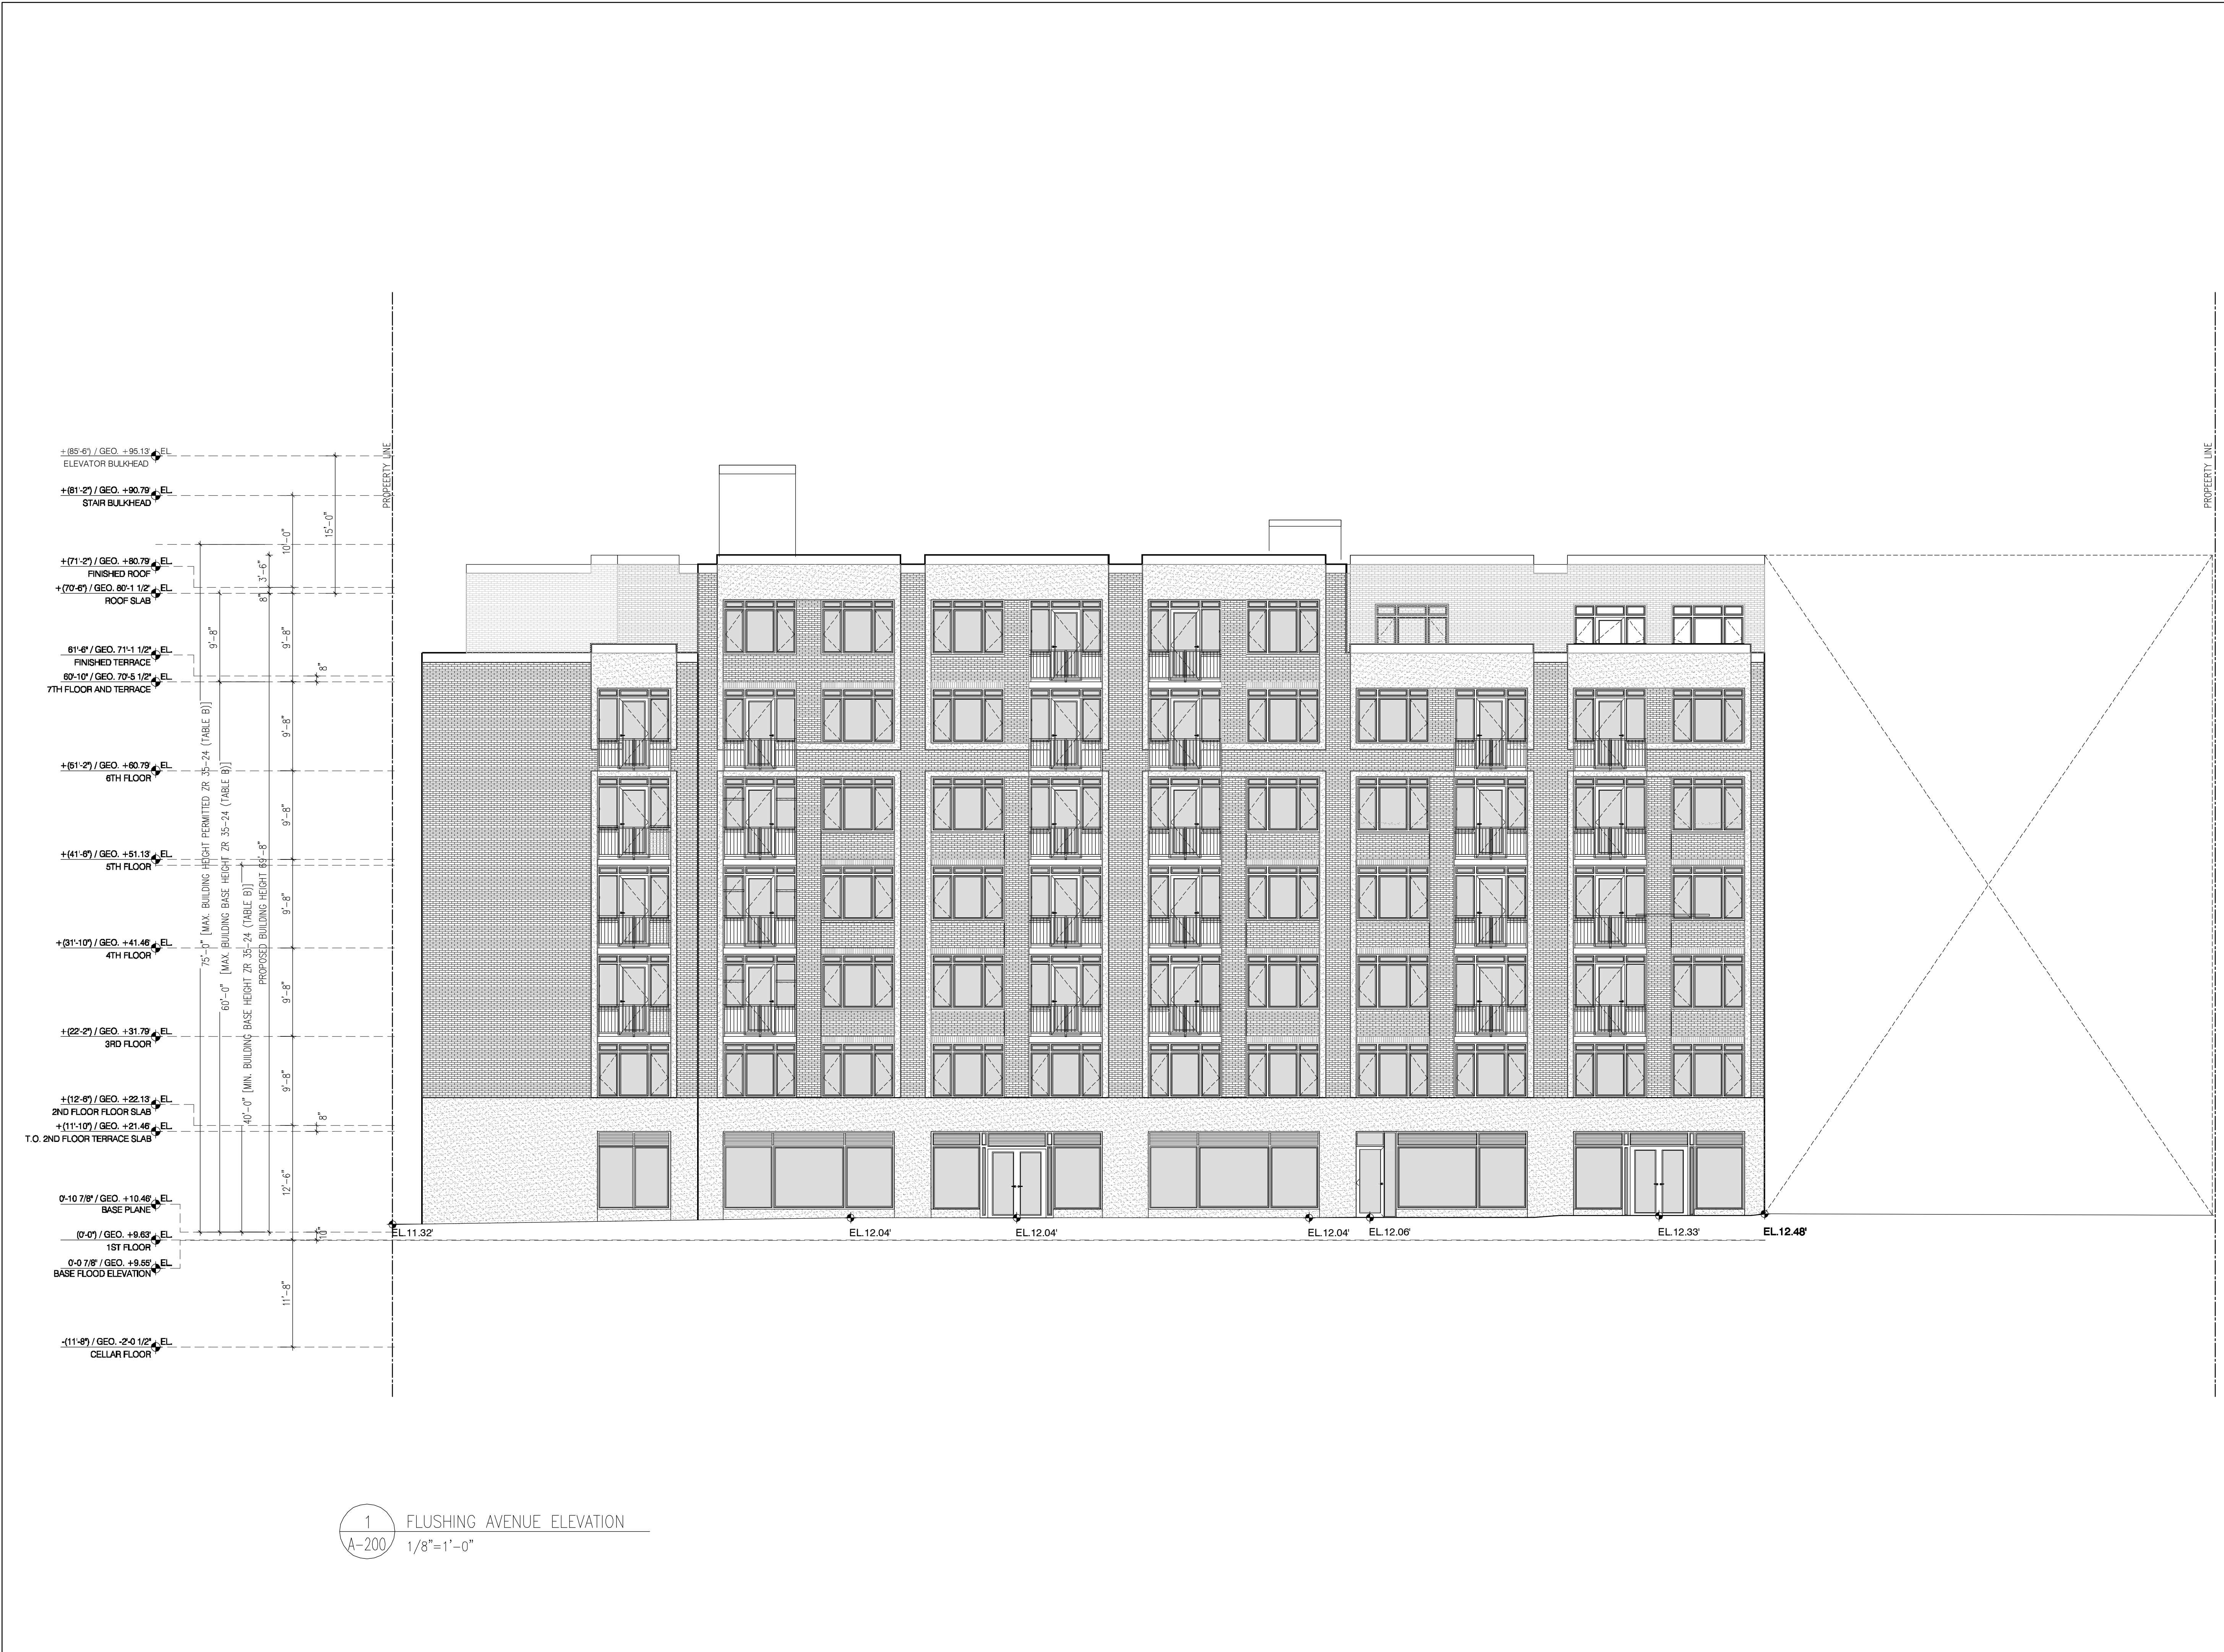 +(85'-6") / GEO. +95.13' EL.
ELEVATOR BULKHEAD
+(81'-2") / GEO. +90.79' EL.
STAIR BULKHEAD
+(71'-2") / GEO. +80.79' EL.
FINISHED ROOF
+(70'-6") / GEO. 80'-1 1/2" EL.
ROOF SLAB
61'-6" / GEO. 71'-1 1/2" EL.
FINISHED TERRACE
60'-10" / GEO. 70'-5 1/2" EL.
7TH FLOOR AND TERRACE
+(51'-2") / GEO. +60.79' EL.
6TH FLOOR
+(41'-6") / GEO. +51.13' EL.
5TH FLOOR
+(31'-10") / GEO. +41.46' EL.
4TH FLOOR
+(22'-2") / GEO. +31.79' EL.
3RD FLOOR
+(12'-6") / GEO. +22.13' EL.
2ND FLOOR FLOOR SLAB
+(11'-10") / GEO. +21.46' EL.
T.O. 2ND FLOOR TERRACE SLAB
0'-10 7/8" / GEO. +10.46' EL.
BASE PLANE
(0'-0") / GEO. +9.63' EL.
1ST FLOOR
0'-0 7/8" / GEO. +9.55' EL.
BASE FLOOD ELEVATION
-(11'-8") / GEO. -2'-0 1/2" EL.
CELLAR FLOOR
75'-0" [MAX. BUILDING HEIGHT PERMITTED ZR 35-24 (TABLE B)]
9'-8"
60'-0" [MAX. BUILDING BASE HEIGHT ZR 35-24 (TABLE B)]
40'-0" [MIN. BUILDING BASE HEIGHT ZR 35-24 (TABLE B)]
PROPOSED BUILDING HEIGHT 69'-8"
8"
3'-6"
10'-0"
15'-0"
9'-8"
8"
9'-8"
9'-8"
9'-8"
9'-8"
9'-8"
8"
12'-6"
10"
11'-8"
PROPEERTY LINE
PROPEERTY LINE
EL.11.32'
EL.12.04'
EL.12.04'
EL.12.04'
EL.12.06'
EL.12.33'
EL.12.48'
1
A-200
FLUSHING AVENUE ELEVATION
1/8"=1'-0"